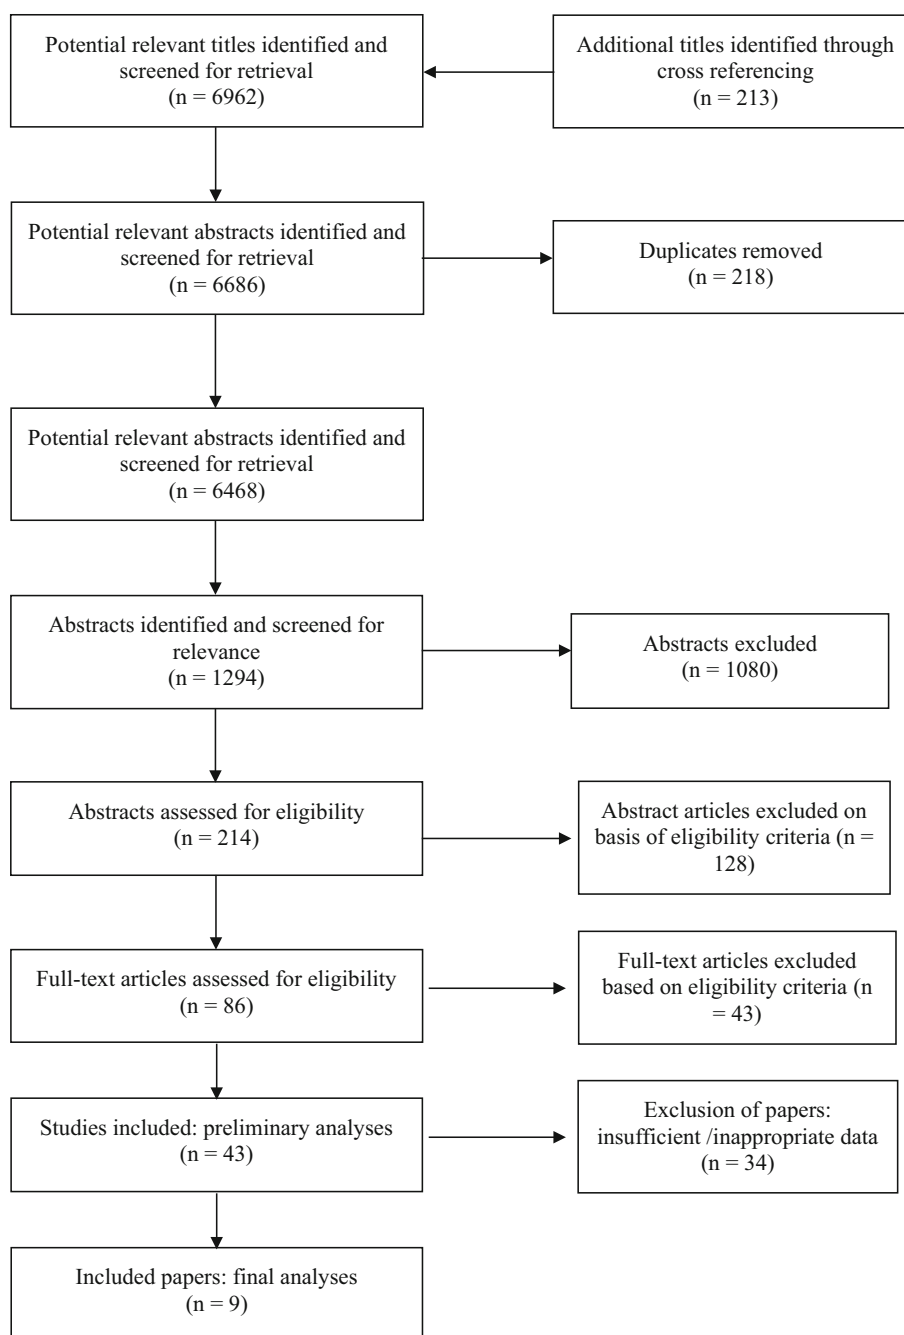 Potential relevant titles identified and
screened for retrieval
(n = 6962)
Additional titles identified through
cross referencing
(n = 213)
Potential relevant abstracts identified and
screened for retrieval
(n = 6686)
Duplicates removed
(n = 218)
Potential relevant abstracts identified and
screened for retrieval
(n = 6468)
Abstracts identified and screened for
relevance
(n = 1294)
Abstracts excluded
(n = 1080)
Abstracts assessed for eligibility
(n = 214)
Abstract articles excluded on
basis of eligibility criteria (n =
128)
Full-text articles assessed for eligibility
(n = 86)
Full-text articles excluded
based on eligibility criteria (n
= 43)
Studies included: preliminary analyses
(n = 43)
Exclusion of papers:
insufficient /inappropriate data
(n = 34)
Included papers: final analyses
(n = 9)